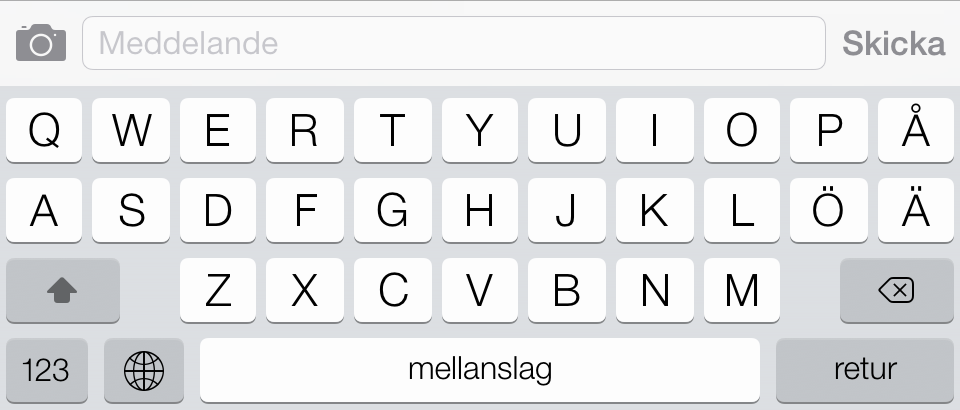 Meddelande Skicka
Q W E R T Y U I O P Å
A S D F G H J K L Ö Ä
Z X C V B N M
123 mellanslag retur